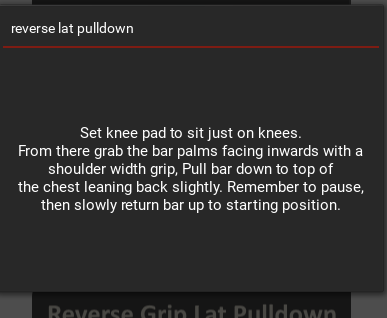 reverse lat pulldown
Set knee pad to sit just on knees.
From there grab the bar palms facing inwards with a
shoulder width grip, Pull bar down to top of
the chest leaning back slightly. Remember to pause,
then slowly return bar up to starting position.
Reverse Grip Lat Pulldown